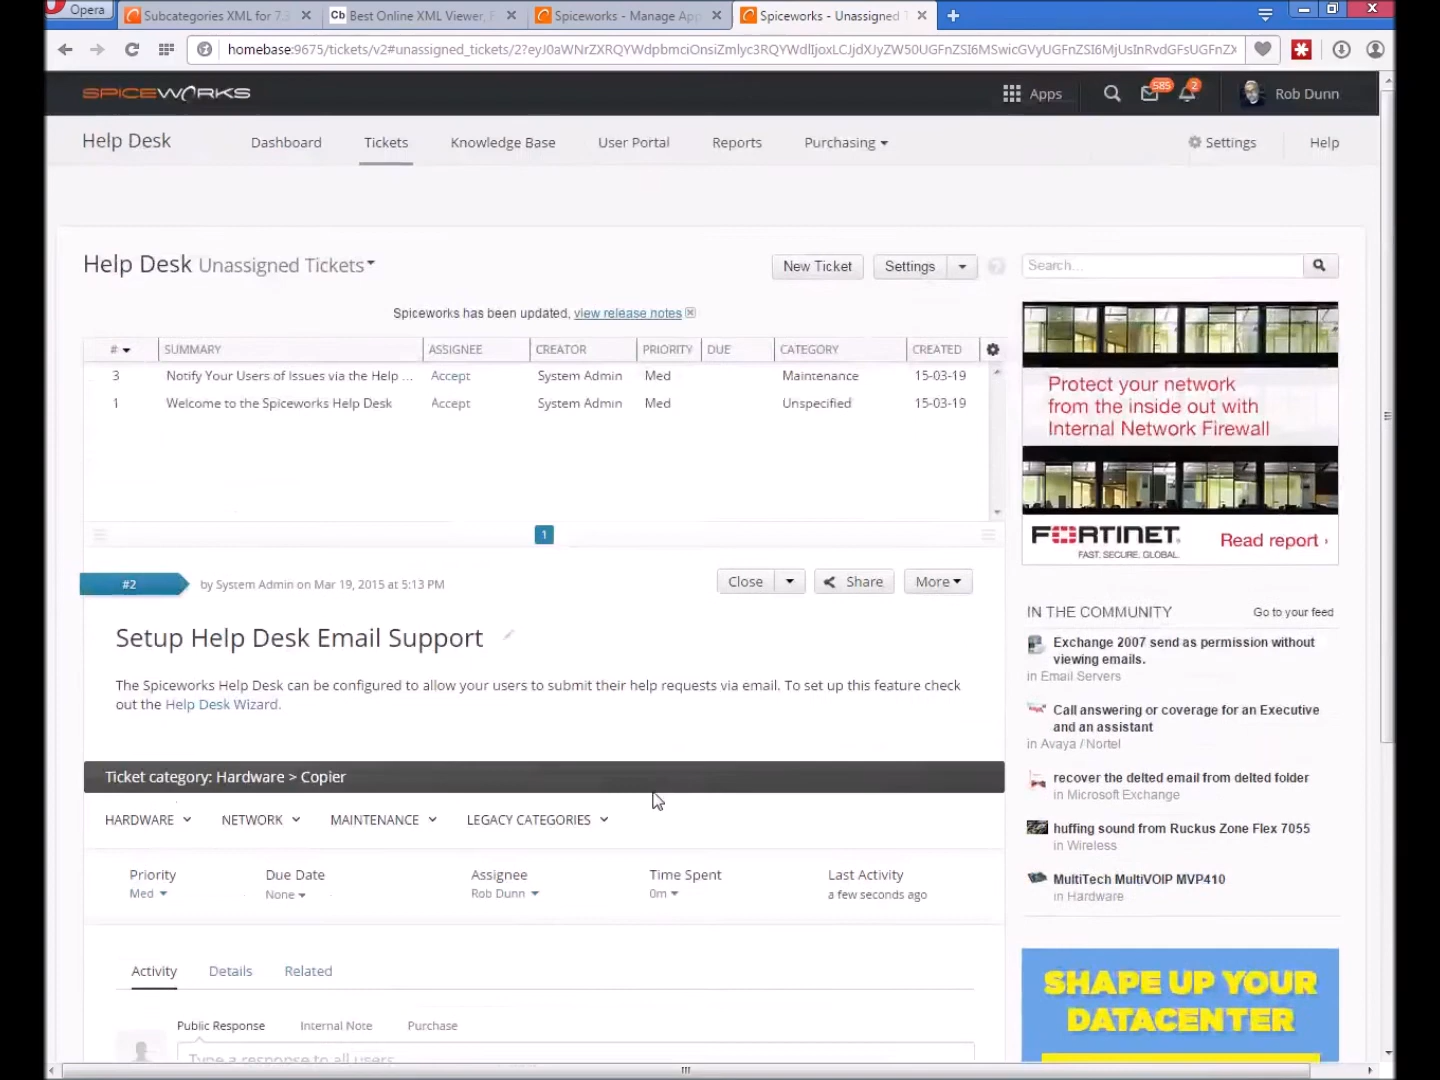 Opera
Subcategories XML for 7.3
Best Online XML Viewer, F
Spiceworks - Manage App
Spiceworks - Unassigned T
homebase:9675/tickets/v2#unassigned_tickets/2?
SPICEWORKS
Apps
585
2
Rob Dunn
Help Desk
Dashboard
Tickets
Knowledge Base
User Portal
Reports
Purchasing
Settings
Help
Help Desk Unassigned Tickets
New Ticket
Settings
Search...
Spiceworks has been updated, view release notes
# SUMMARY ASSIGNEE CREATOR PRIORITY DUE CATEGORY CREATED
3 Notify Your Users of Issues via the Help ... Accept System Admin Med Maintenance 15-03-19
1 Welcome to the Spiceworks Help Desk Accept System Admin Med Unspecified 15-03-19
1
#2
by System Admin on Mar 19, 2015 at 5:13 PM
Close
Share
More
Setup Help Desk Email Support
The Spiceworks Help Desk can be configured to allow your users to submit their help requests via email. To set up this feature check
out the Help Desk Wizard.
Ticket category: Hardware > Copier
HARDWARE NETWORK MAINTENANCE LEGACY CATEGORIES
Priority Due Date Assignee Time Spent Last Activity
Med None Rob Dunn 0m a few seconds ago
Activity Details Related
Public Response Internal Note Purchase
Type a response to all users
Protect your network
from the inside out with
Internal Network Firewall
FORTINET
FAST. SECURE. GLOBAL.
Read report ›
IN THE COMMUNITY
Go to your feed
Exchange 2007 send as permission without
viewing emails.
in Email Servers
Call answering or coverage for an Executive
and an assistant
in Avaya / Nortel
recover the delted email from delted folder
in Microsoft Exchange
huffing sound from Ruckus Zone Flex 7055
in Wireless
MultiTech MultiVOIP MVP410
in Hardware
SHAPE UP YOUR
DATACENTER